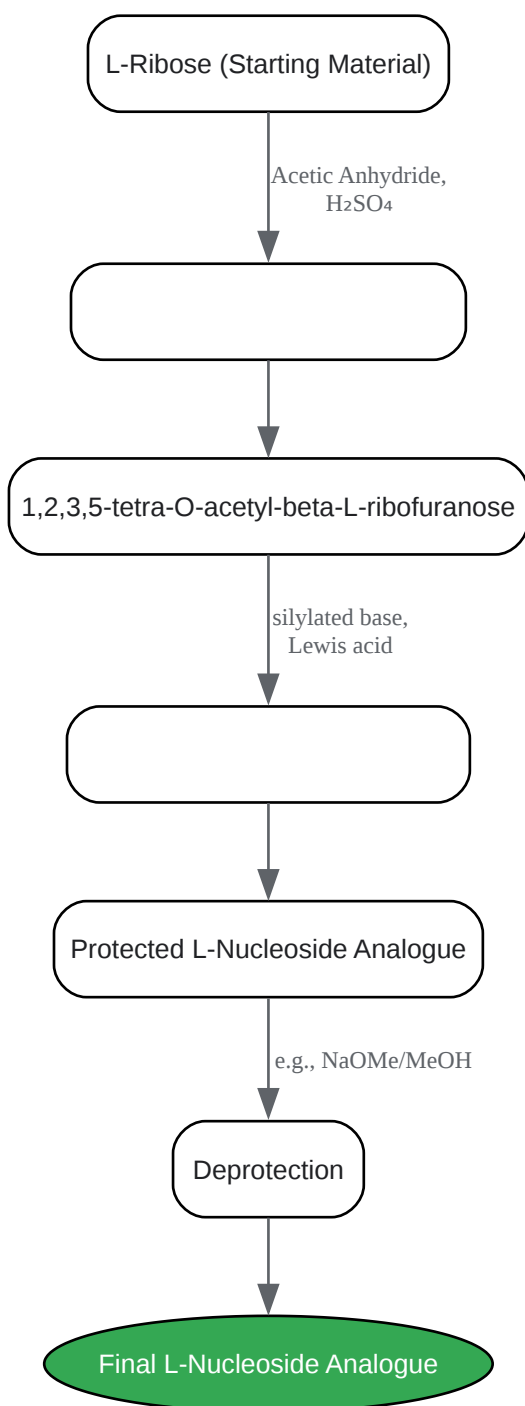 L-Ribose (Starting Material)
Acetic Anhydride,
H₂SO₄
1,2,3,5-tetra-O-acetyl-beta-L-ribofuranose
silylated base,
Lewis acid
Protected L-Nucleoside Analogue
e.g., NaOMe/MeOH
Deprotection
Final L-Nucleoside Analogue